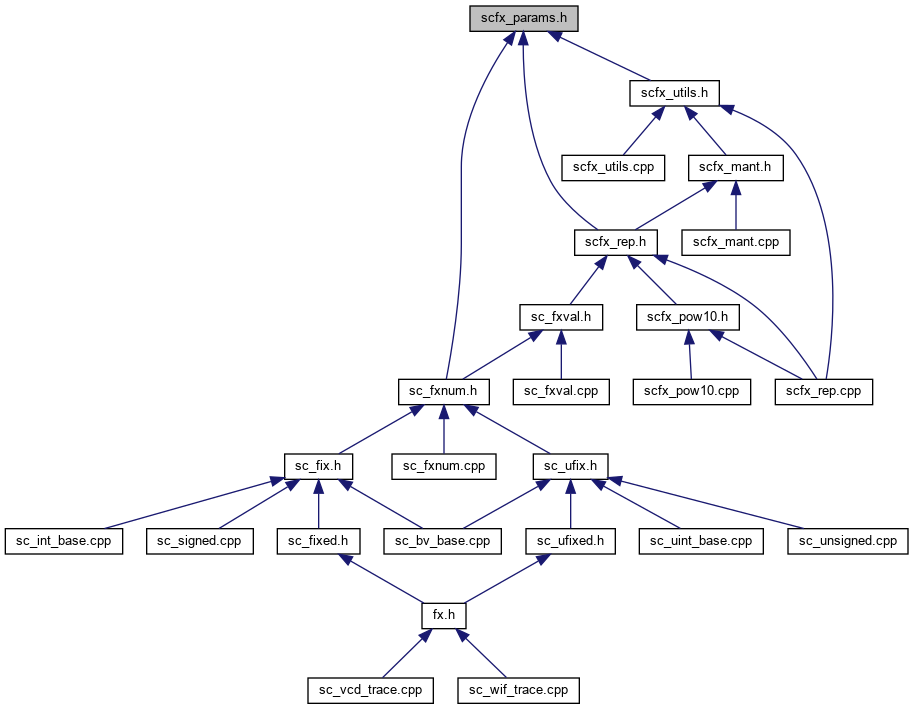 scfx_params.h
scfx_utils.h
scfx_utils.cpp
scfx_mant.h
scfx_rep.h
scfx_mant.cpp
sc_fxval.h
scfx_pow10.h
sc_fxnum.h
sc_fxval.cpp
scfx_pow10.cpp
scfx_rep.cpp
sc_fix.h
sc_fxnum.cpp
sc_ufix.h
sc_int_base.cpp
sc_signed.cpp
sc_fixed.h
sc_bv_base.cpp
sc_ufixed.h
sc_uint_base.cpp
sc_unsigned.cpp
fx.h
sc_vcd_trace.cpp
sc_wif_trace.cpp